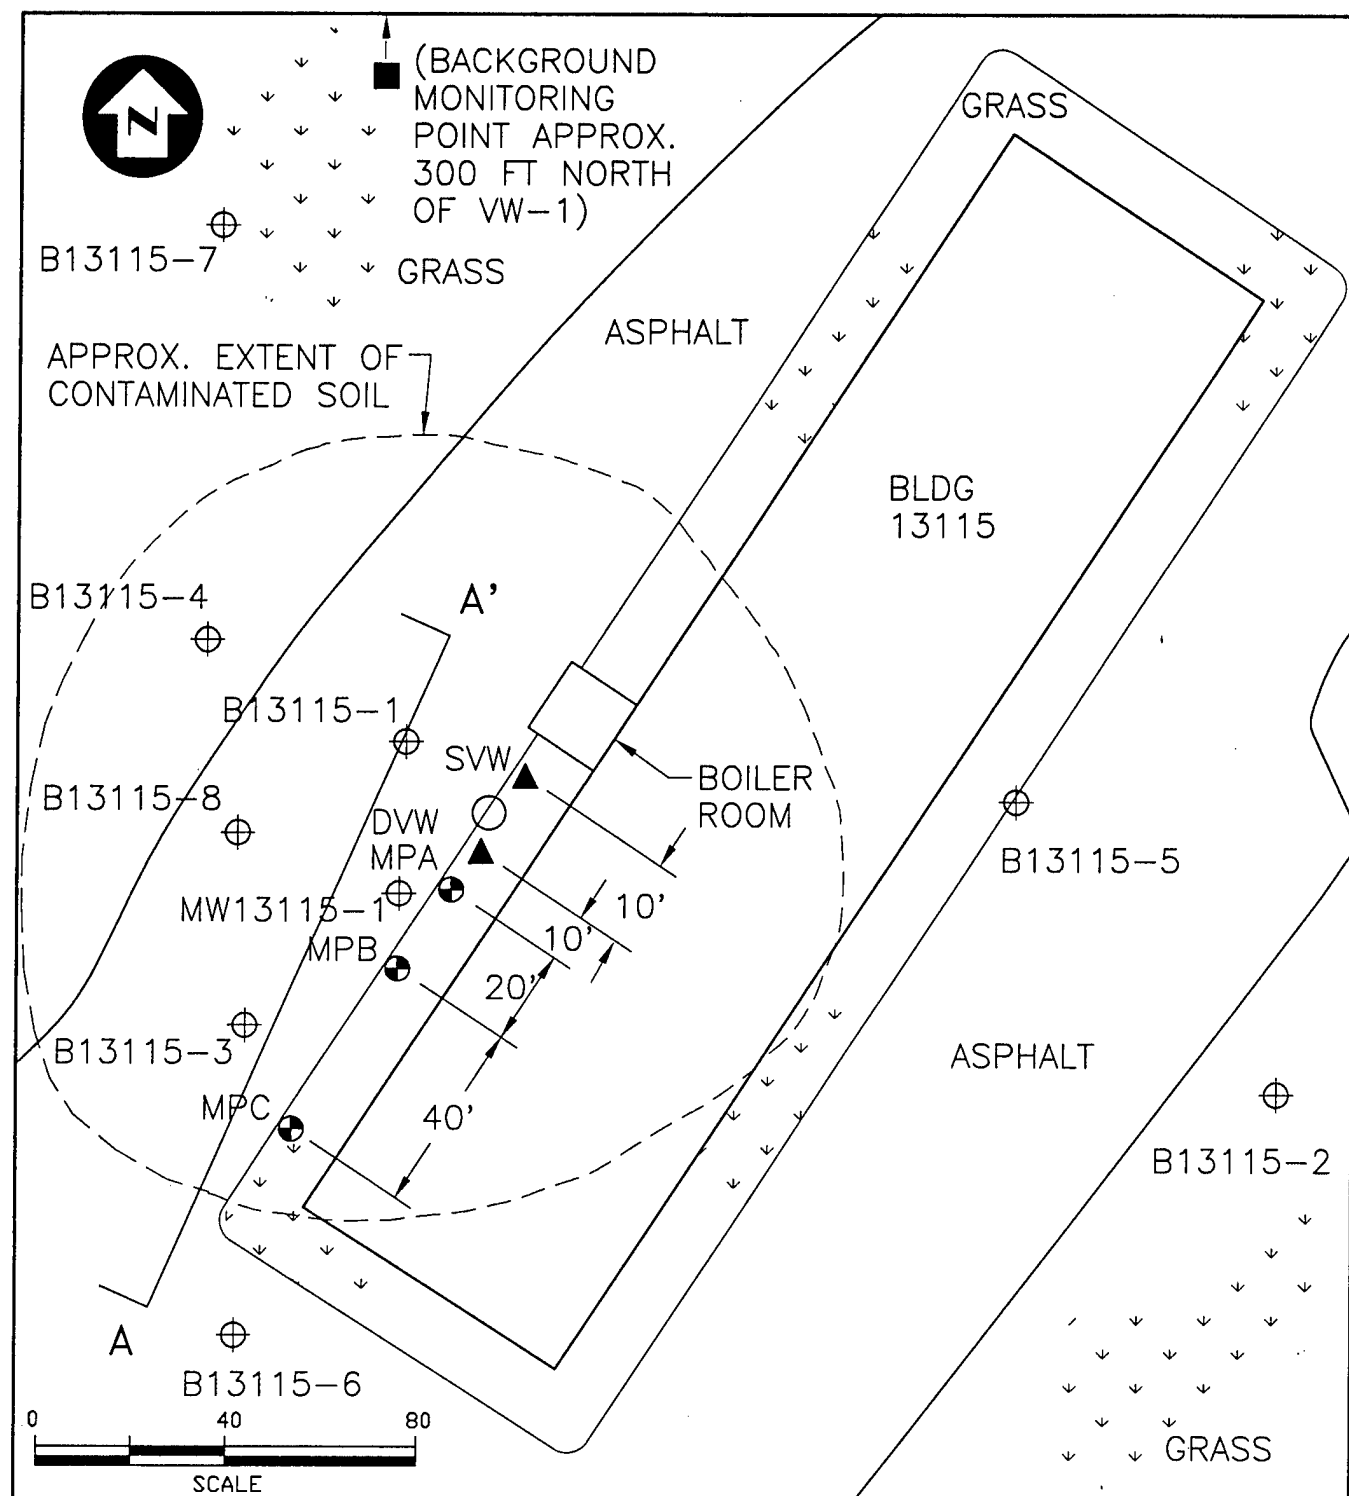 N
(BACKGROUND
MONITORING
POINT APPROX.
300 FT NORTH
OF VW-1)
GRASS
B13115-7
GRASS
ASPHALT
APPROX. EXTENT OF
CONTAMINATED SOIL
BLDG
13115
B13115-4
A'
B13115-1
SVW
BOILER
ROOM
B13115-8
DVW
MPA
B13115-5
MW13115-1
10'
10'
MPB
20'
B13115-3
ASPHALT
MPC
40'
B13115-2
A
B13115-6
GRASS
0 40 80
SCALE